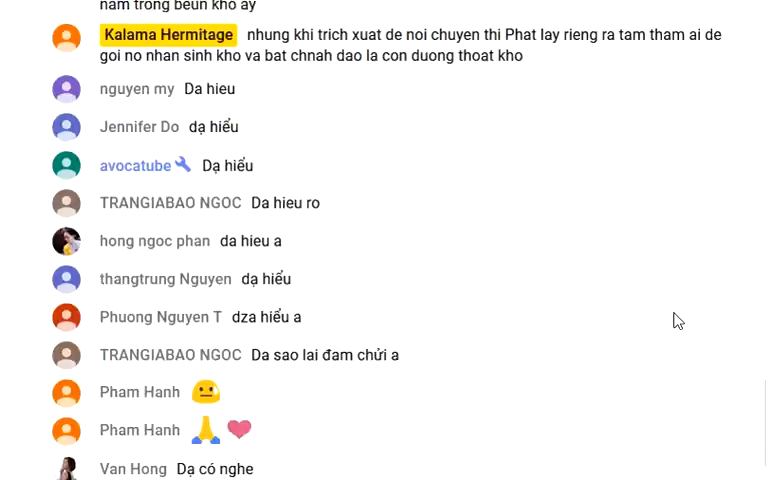 nam trong beun kho ay
Kalama Hermitage nhung khi trich xuat de noi chuyen thi Phat lay rieng ra tam tham ai de
goi no nhan sinh kho va bat chnah dao la con duong thoat kho
nguyen my Da hieu
Jennifer Do dạ hiểu
avocatube Dạ hiểu
TRANGIABAO NGOC Da hieu ro
hong ngoc phan da hieu a
thangtrung Nguyen dạ hiểu
Phuong Nguyen T dza hiểu a
TRANGIABAO NGOC Da sao lai đam chửi a
Pham Hanh
Pham Hanh
Van Hong Dạ có nghe